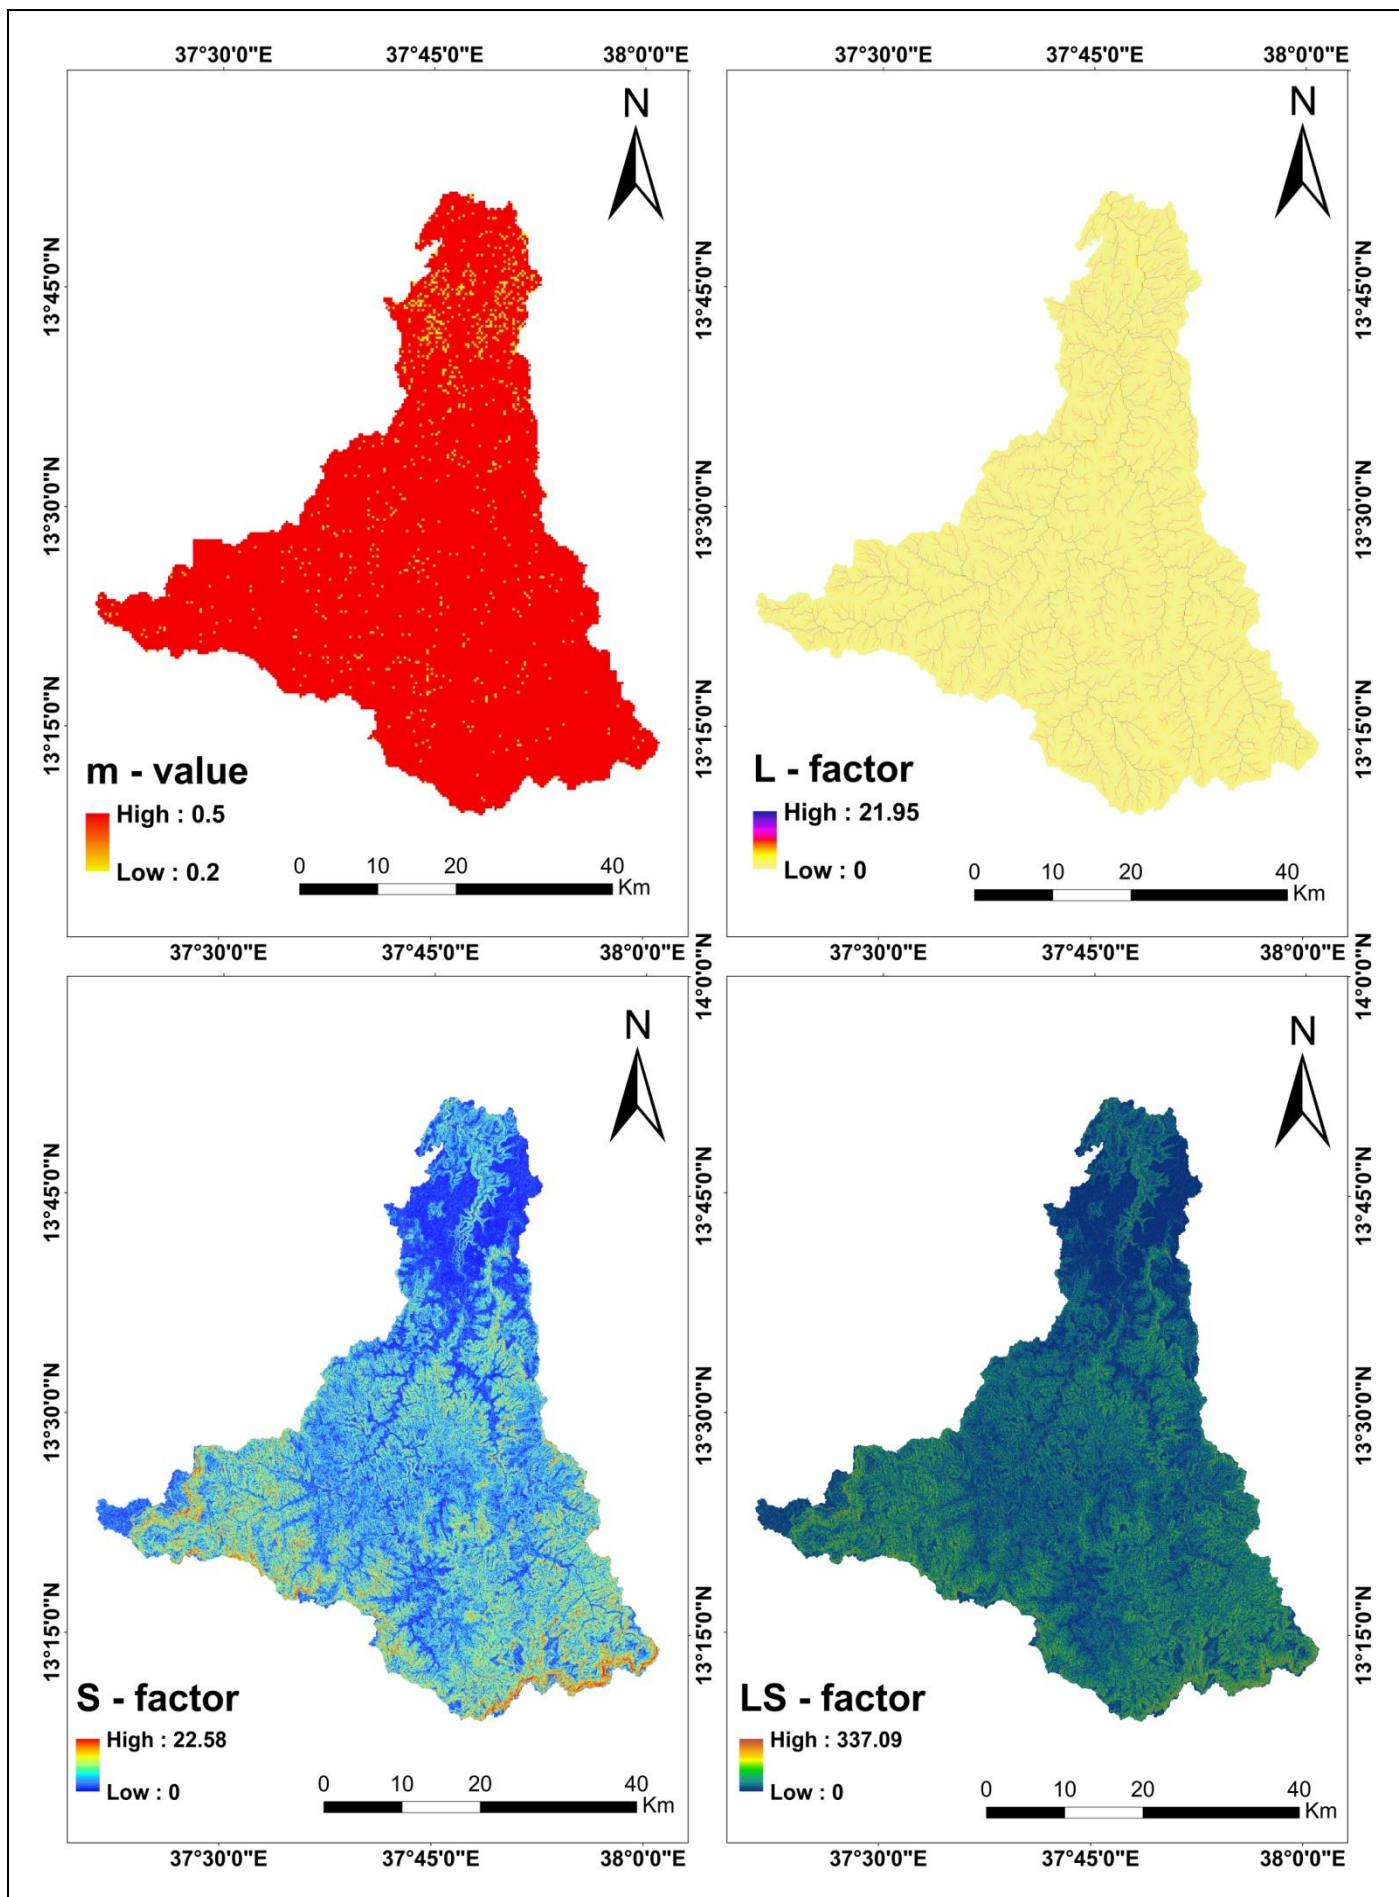 37°30'0"E 37°45'0"E 38°0'0"E 37°30'0"E 37°45'0"E 38°0'0"E
N N
13°45'0"N 13°45'0"N 13°45'0"N
13°30'0"N 13°30'0"N 13°30'0"N
13°15'0"N 13°15'0"N 13°15'0"N
m - value
High : 0.5
Low : 0.2
0 10 20 40
Km
L - factor
High : 21.95
Low : 0
0 10 20 40
Km
37°30'0"E 37°45'0"E 38°0'0"E 37°30'0"E 37°45'0"E 38°0'0"E
14°0'0"N 14°0'0"N
N N
13°45'0"N 13°45'0"N 13°45'0"N
13°30'0"N 13°30'0"N 13°30'0"N
13°15'0"N 13°15'0"N 13°15'0"N
S - factor
High : 22.58
Low : 0
0 10 20 40
Km
LS - factor
High : 337.09
Low : 0
0 10 20 40
Km
37°30'0"E 37°45'0"E 38°0'0"E 37°30'0"E 37°45'0"E 38°0'0"E